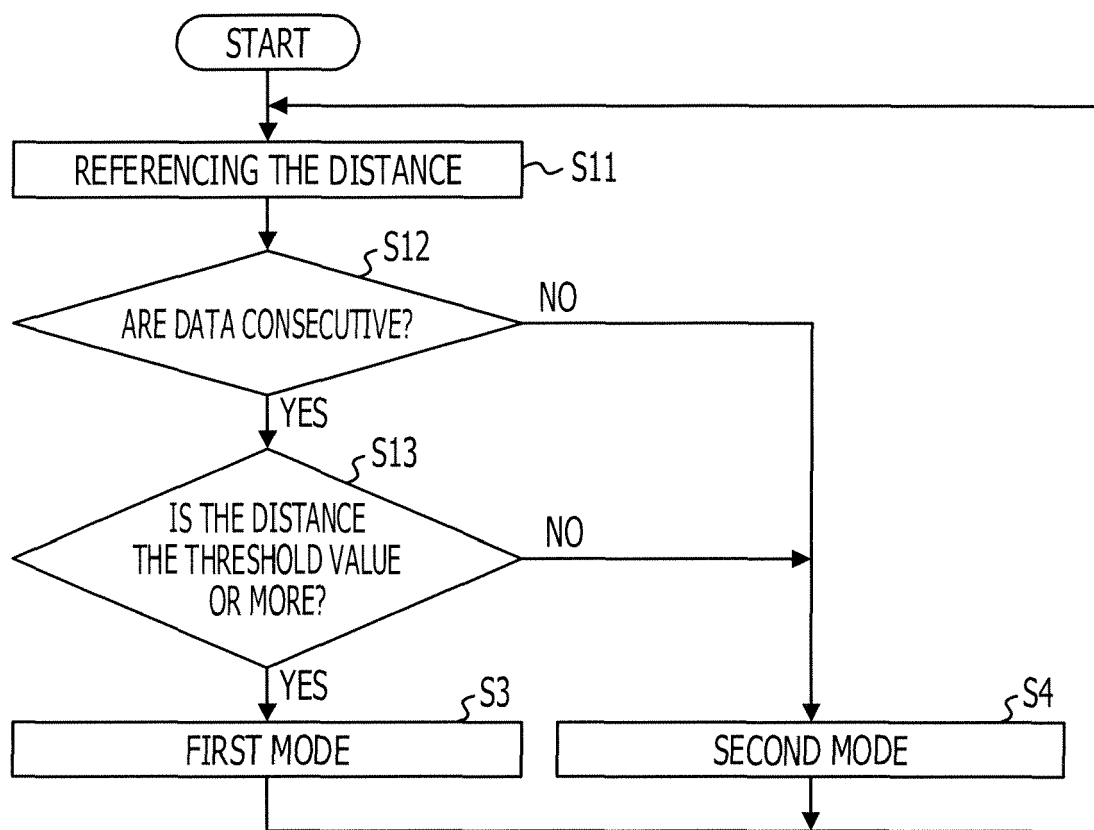 START
REFERENCING THE DISTANCE
S11
S12
ARE DATA CONSECUTIVE?
NO
YES
S13
IS THE DISTANCE
THE THRESHOLD VALUE
OR MORE?
NO
YES
S3
FIRST MODE
S4
SECOND MODE